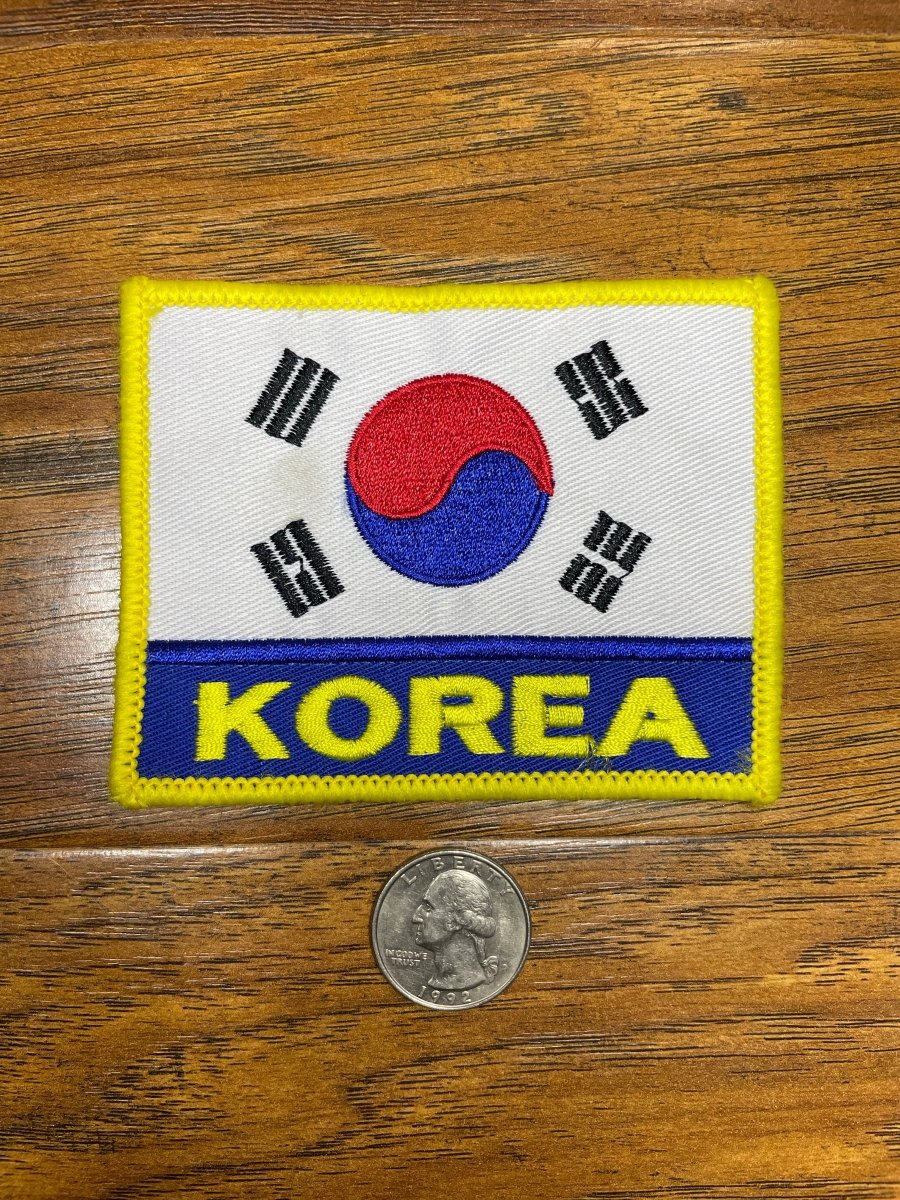 KOREA
LIBERTY
IN GOD WE
TRUST
1992